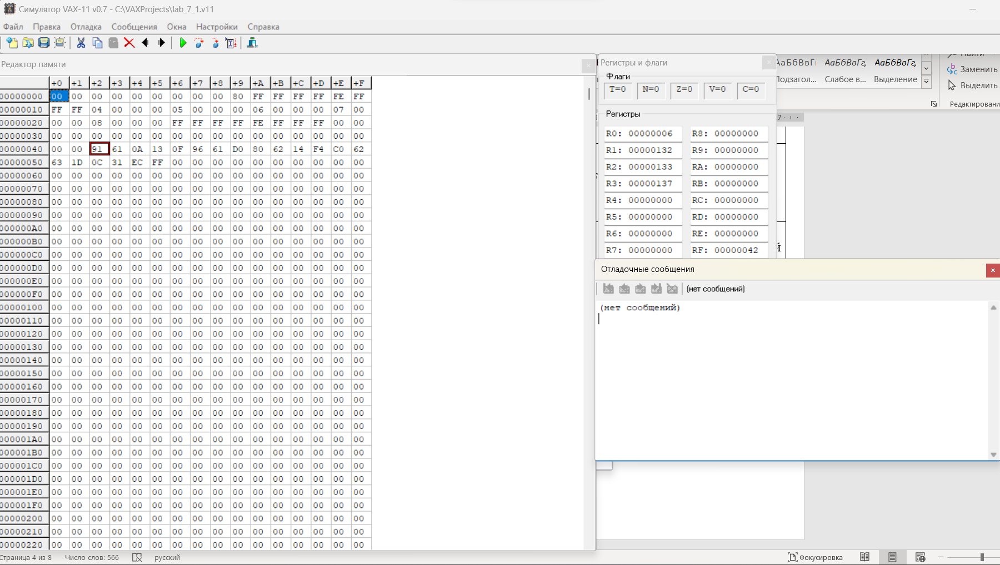 Симулятор VAX-11 v0.7 - C:\VAXProjects\lab_7_1.v11
Файл Правка Отладка Сообщения Окна Настройки Справка
Редактор памяти
+0 +1 +2 +3 +4 +5 +6 +7 +8 +9 +A +B +C +D +E +F
00000000 00 00 00 00 00 00 00 00 00 80 FF FF FF FF FE FF
00000010 FF FF 04 00 00 00 05 00 00 00 06 00 00 00 07 00
00000020 00 00 08 00 00 00 FF FF FF FF FE FF FF FF 00 00
00000030 00 00 00 00 00 00 00 00 00 00 00 00 00 00 00 00
00000040 00 00 91 61 0A 13 0F 96 61 D0 80 62 14 F4 C0 62
00000050 63 1D 0C 31 EC FF 00 00 00 00 00 00 00 00 00 00
00000060 00 00 00 00 00 00 00 00 00 00 00 00 00 00 00 00
00000070 00 00 00 00 00 00 00 00 00 00 00 00 00 00 00 00
00000080 00 00 00 00 00 00 00 00 00 00 00 00 00 00 00 00
00000090 00 00 00 00 00 00 00 00 00 00 00 00 00 00 00 00
000000A0 00 00 00 00 00 00 00 00 00 00 00 00 00 00 00 00
000000B0 00 00 00 00 00 00 00 00 00 00 00 00 00 00 00 00
000000C0 00 00 00 00 00 00 00 00 00 00 00 00 00 00 00 00
000000D0 00 00 00 00 00 00 00 00 00 00 00 00 00 00 00 00
000000E0 00 00 00 00 00 00 00 00 00 00 00 00 00 00 00 00
000000F0 00 00 00 00 00 00 00 00 00 00 00 00 00 00 00 00
00000100 00 00 00 00 00 00 00 00 00 00 00 00 00 00 00 00
00000110 00 00 00 00 00 00 00 00 00 00 00 00 00 00 00 00
00000120 00 00 00 00 00 00 00 00 00 00 00 00 00 00 00 00
00000130 00 00 00 00 00 00 00 00 00 00 00 00 00 00 00 00
00000140 00 00 00 00 00 00 00 00 00 00 00 00 00 00 00 00
00000150 00 00 00 00 00 00 00 00 00 00 00 00 00 00 00 00
00000160 00 00 00 00 00 00 00 00 00 00 00 00 00 00 00 00
00000170 00 00 00 00 00 00 00 00 00 00 00 00 00 00 00 00
00000180 00 00 00 00 00 00 00 00 00 00 00 00 00 00 00 00
00000190 00 00 00 00 00 00 00 00 00 00 00 00 00 00 00 00
000001A0 00 00 00 00 00 00 00 00 00 00 00 00 00 00 00 00
000001B0 00 00 00 00 00 00 00 00 00 00 00 00 00 00 00 00
000001C0 00 00 00 00 00 00 00 00 00 00 00 00 00 00 00 00
000001D0 00 00 00 00 00 00 00 00 00 00 00 00 00 00 00 00
000001E0 00 00 00 00 00 00 00 00 00 00 00 00 00 00 00 00
000001F0 00 00 00 00 00 00 00 00 00 00 00 00 00 00 00 00
00000200 00 00 00 00 00 00 00 00 00 00 00 00 00 00 00 00
00000210 00 00 00 00 00 00 00 00 00 00 00 00 00 00 00 00
00000220 00 00 00 00 00 00 00 00 00 00 00 00 00 00 00 00
Регистры и флаги
Флаги
T=0 N=0 Z=0 V=0 C=0
Регистры
R0: 00000006 R8: 00000000
R1: 00000132 R9: 00000000
R2: 00000133 RA: 00000000
R3: 00000137 RB: 00000000
R4: 00000000 RC: 00000000
R5: 00000000 RD: 00000000
R6: 00000000 RE: 00000000
R7: 00000000 RF: 00000042
АаБбВвГг, АаБбВвГг,
Подзагол... Слабое в... Выделение
Найти
Заменить
Выделить
Редактировани
й
Отладочные сообщения
(нет сообщений)
(нет сообщений)
Страница 4 из 8 Число слов: 566 русский
Фокусировка